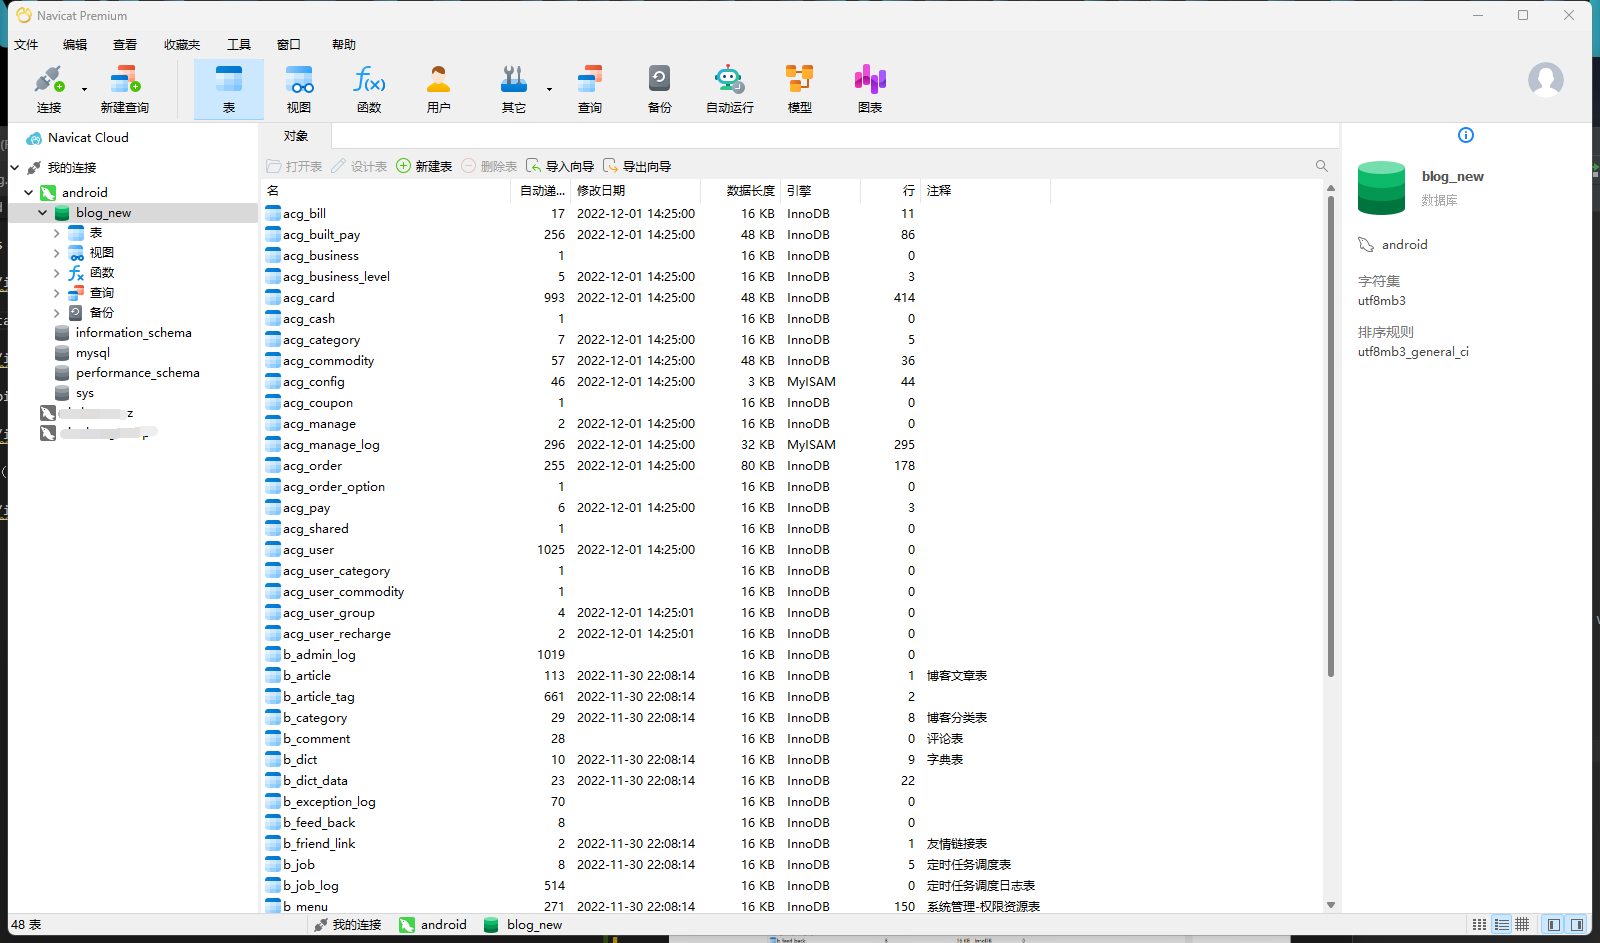 Navicat Premium
文件 编辑 查看 收藏夹 工具 窗口 帮助
连接 新建查询 表 视图 函数 用户 其它 查询 备份 自动运行 模型 图表
Navicat Cloud
我的连接
android
blog_new
表
视图
函数
查询
备份
information_schema
mysql
performance_schema
sys
对象
打开表 设计表 新建表 删除表 导入向导 导出向导
名 自动递... 修改日期 数据长度 引擎 行 注释
acg_bill 17 2022-12-01 14:25:00 16 KB InnoDB 11
acg_built_pay 256 2022-12-01 14:25:00 48 KB InnoDB 86
acg_business 1 16 KB InnoDB 0
acg_business_level 5 2022-12-01 14:25:00 16 KB InnoDB 3
acg_card 993 2022-12-01 14:25:00 48 KB InnoDB 414
acg_cash 1 16 KB InnoDB 0
acg_category 7 2022-12-01 14:25:00 16 KB InnoDB 5
acg_commodity 57 2022-12-01 14:25:00 48 KB InnoDB 36
acg_config 46 2022-12-01 14:25:00 3 KB MyISAM 44
acg_coupon 1 16 KB InnoDB 0
acg_manage 2 2022-12-01 14:25:00 16 KB InnoDB 0
acg_manage_log 296 2022-12-01 14:25:00 32 KB MyISAM 295
acg_order 255 2022-12-01 14:25:00 80 KB InnoDB 178
acg_order_option 1 16 KB InnoDB 0
acg_pay 6 2022-12-01 14:25:00 16 KB InnoDB 3
acg_shared 1 16 KB InnoDB 0
acg_user 1025 2022-12-01 14:25:00 16 KB InnoDB 0
acg_user_category 1 16 KB InnoDB 0
acg_user_commodity 1 16 KB InnoDB 0
acg_user_group 4 2022-12-01 14:25:01 16 KB InnoDB 0
acg_user_recharge 2 2022-12-01 14:25:01 16 KB InnoDB 0
b_admin_log 1019 16 KB InnoDB 0
b_article 113 2022-11-30 22:08:14 16 KB InnoDB 1 博客文章表
b_article_tag 661 2022-11-30 22:08:14 16 KB InnoDB 2
b_category 29 2022-11-30 22:08:14 16 KB InnoDB 8 博客分类表
b_comment 28 16 KB InnoDB 0 评论表
b_dict 10 2022-11-30 22:08:14 16 KB InnoDB 9 字典表
b_dict_data 23 2022-11-30 22:08:14 16 KB InnoDB 22
b_exception_log 70 16 KB InnoDB 0
b_feed_back 8 16 KB InnoDB 0
b_friend_link 2 2022-11-30 22:08:14 16 KB InnoDB 1 友情链接表
b_job 8 2022-11-30 22:08:14 16 KB InnoDB 5 定时任务调度表
b_job_log 514 16 KB InnoDB 0 定时任务调度日志表
b_menu 271 2022-11-30 22:08:14 16 KB InnoDB 150 系统管理-权限资源表
blog_new
数据库
android
字符集
utf8mb3
排序规则
utf8mb3_general_ci
48 表 我的连接 android blog_new